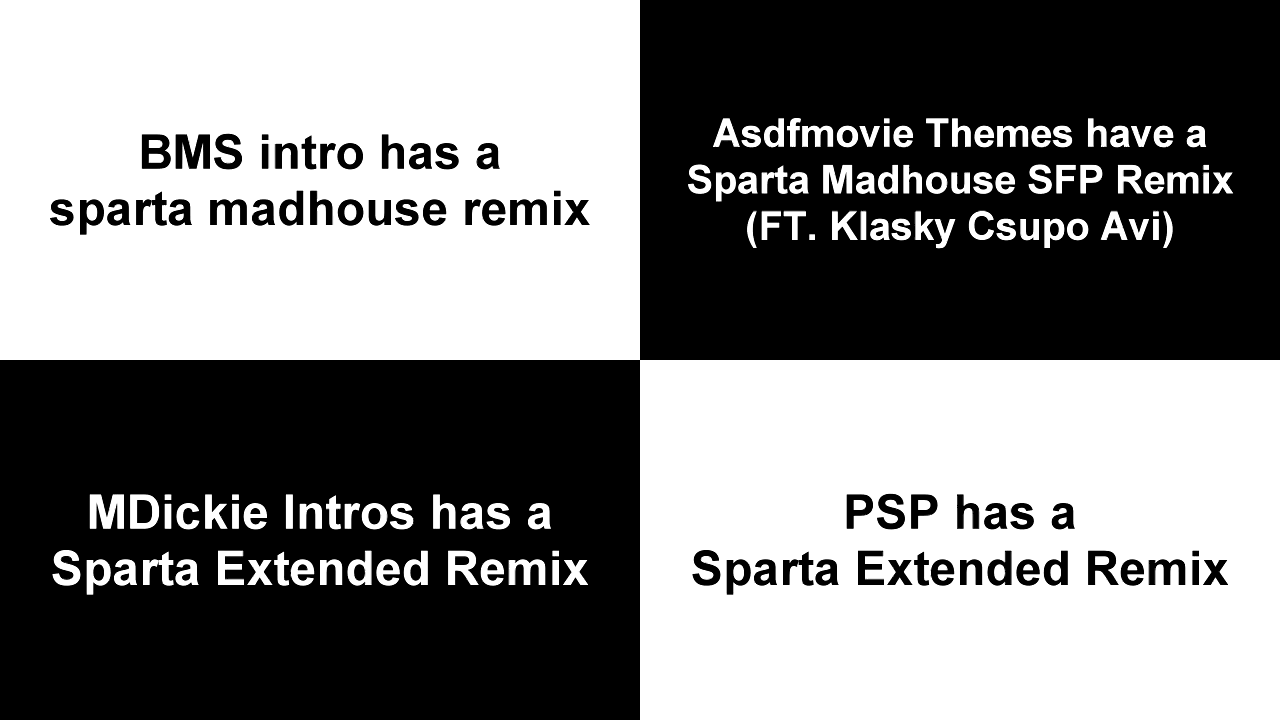 BMS intro has a
sparta madhouse remix
Asdfmovie Themes have a
Sparta Madhouse SFP Remix
(FT. Klasky Csupo Avi)
MDickie Intros has a
Sparta Extended Remix
PSP has a
Sparta Extended Remix